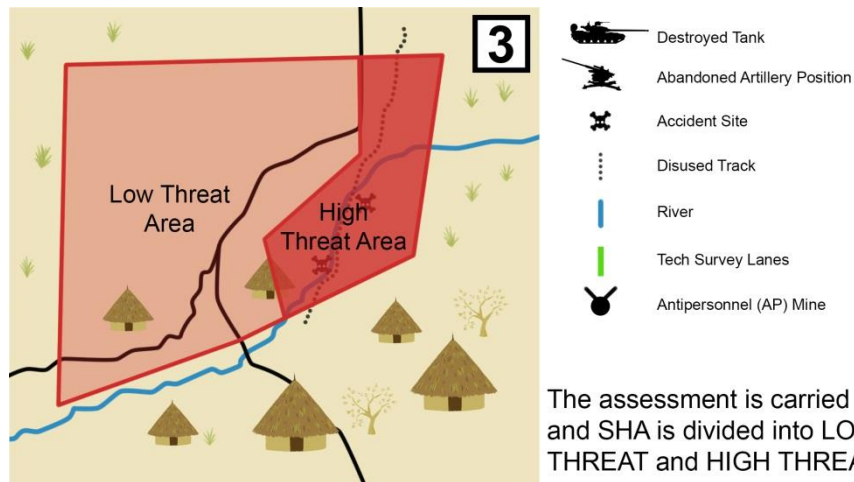 3
Low Threat
Area
High
Threat Area
Destroyed Tank
Abandoned Artillery Position
Accident Site
Disused Track
River
Tech Survey Lanes
Antipersonnel (AP) Mine
The assessment is carried
and SHA is divided into LO
THREAT and HIGH THREA